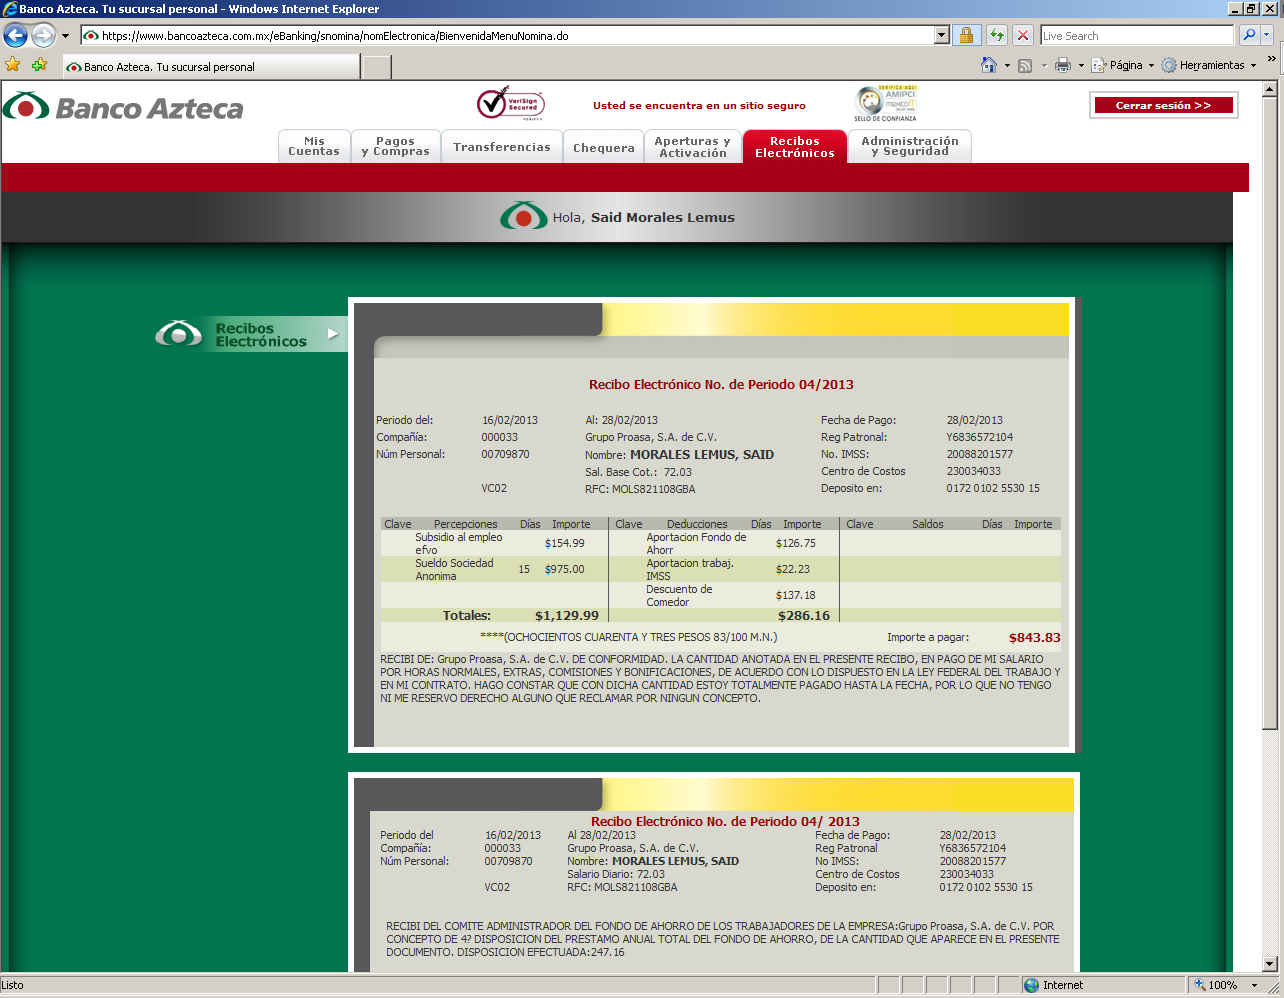 Banco Azteca. Tu sucursal personal - Windows Internet Explorer
https://www.bancoazteca.com.mx/eBanking/snomina/nomElectronica/BienvenidaMenuNomina.do
Live Search
Banco Azteca. Tu sucursal personal
Página
Herramientas
Banco Azteca
VeriSign Secured
VERIFY
Usted se encuentra en un sitio seguro
VERIFICA AQUI
AMIPCI
SELLO DE CONFIANZA
Cerrar sesión >>
Mis Cuentas
Pagos y Compras
Transferencias
Chequera
Aperturas y Activación
Recibos Electrónicos
Administración y Seguridad
Hola, Said Morales Lemus
Recibos Electrónicos
Recibo Electrónico No. de Periodo 04/2013
Periodo del: 16/02/2013 Al: 28/02/2013 Fecha de Pago: 28/02/2013
Compañía: 000033 Grupo Proasa, S.A. de C.V. Reg Patronal: Y6836572104
Núm Personal: 00709870 Nombre: MORALES LEMUS, SAID No. IMSS: 20088201577
Sal. Base Cot.: 72.03 Centro de Costos 230034033
VC02 RFC: MOLS821108GBA Deposito en: 0172 0102 5530 15
Clave Percepciones Días Importe Clave Deducciones Días Importe Clave Saldos Días Importe
Subsidio al empleo efvo $154.99 Aportacion Fondo de Ahorr $126.75
Sueldo Sociedad Anonima 15 $975.00 Aportacion trabaj. IMSS $22.23
Descuento de Comedor $137.18
Totales: $1,129.99 $286.16
****(OCHOCIENTOS CUARENTA Y TRES PESOS 83/100 M.N.) Importe a pagar: $843.83
RECIBI DE: Grupo Proasa, S.A. de C.V. DE CONFORMIDAD. LA CANTIDAD ANOTADA EN EL PRESENTE RECIBO, EN PAGO DE MI SALARIO
POR HORAS NORMALES, EXTRAS, COMISIONES Y BONIFICACIONES, DE ACUERDO CON LO DISPUESTO EN LA LEY FEDERAL DEL TRABAJO Y
EN MI CONTRATO. HAGO CONSTAR QUE CON DICHA CANTIDAD ESTOY TOTALMENTE PAGADO HASTA LA FECHA, POR LO QUE NO TENGO
NI ME RESERVO DERECHO ALGUNO QUE RECLAMAR POR NINGUN CONCEPTO.
Recibo Electrónico No. de Periodo 04/ 2013
Periodo del 16/02/2013 Al 28/02/2013 Fecha de Pago: 28/02/2013
Compañía: 000033 Grupo Proasa, S.A. de C.V. Reg Patronal Y6836572104
Núm Personal: 00709870 Nombre: MORALES LEMUS, SAID No IMSS: 20088201577
Salario Diario: 72.03 Centro de Costos 230034033
VC02 RFC: MOLS821108GBA Deposito en: 0172 0102 5530 15
RECIBI DEL COMITE ADMINISTRADOR DEL FONDO DE AHORRO DE LOS TRABAJADORES DE LA EMPRESA:Grupo Proasa, S.A. de C.V. POR
CONCEPTO DE 4? DISPOSICION DEL PRESTAMO ANUAL TOTAL DEL FONDO DE AHORRO, DE LA CANTIDAD QUE APARECE EN EL PRESENTE
DOCUMENTO. DISPOSICION EFECTUADA:247.16
Listo
Internet
100%